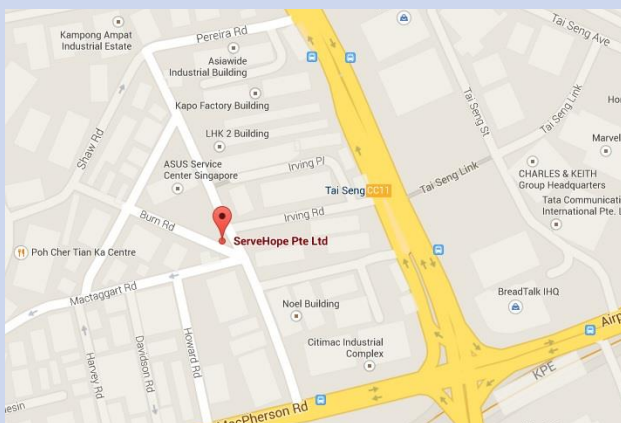 Kampong Ampat
Industrial Estate
Pereira Rd
Asiawide
Industrial Building
Tai Seng Ave
Kapo Factory Building
Shaw Rd
LHK 2 Building
Tai Seng St
Tai Seng Link
ASUS Service
Center Singapore
Irving Pl
Tai Seng CC11
Tai Seng Link
CHARLES & KEITH
Group Headquarters
Burn Rd
Irving Rd
ServeHope Pte Ltd
Tata
International Pte.
Poh Cher Tian Ka Centre
Mactaggart Rd
Noel Building
BreadTalk IHQ
Howard Rd
Davidson Rd
Harvey Rd
Citimac Industrial
Complex
KPE
MacPherson Rd